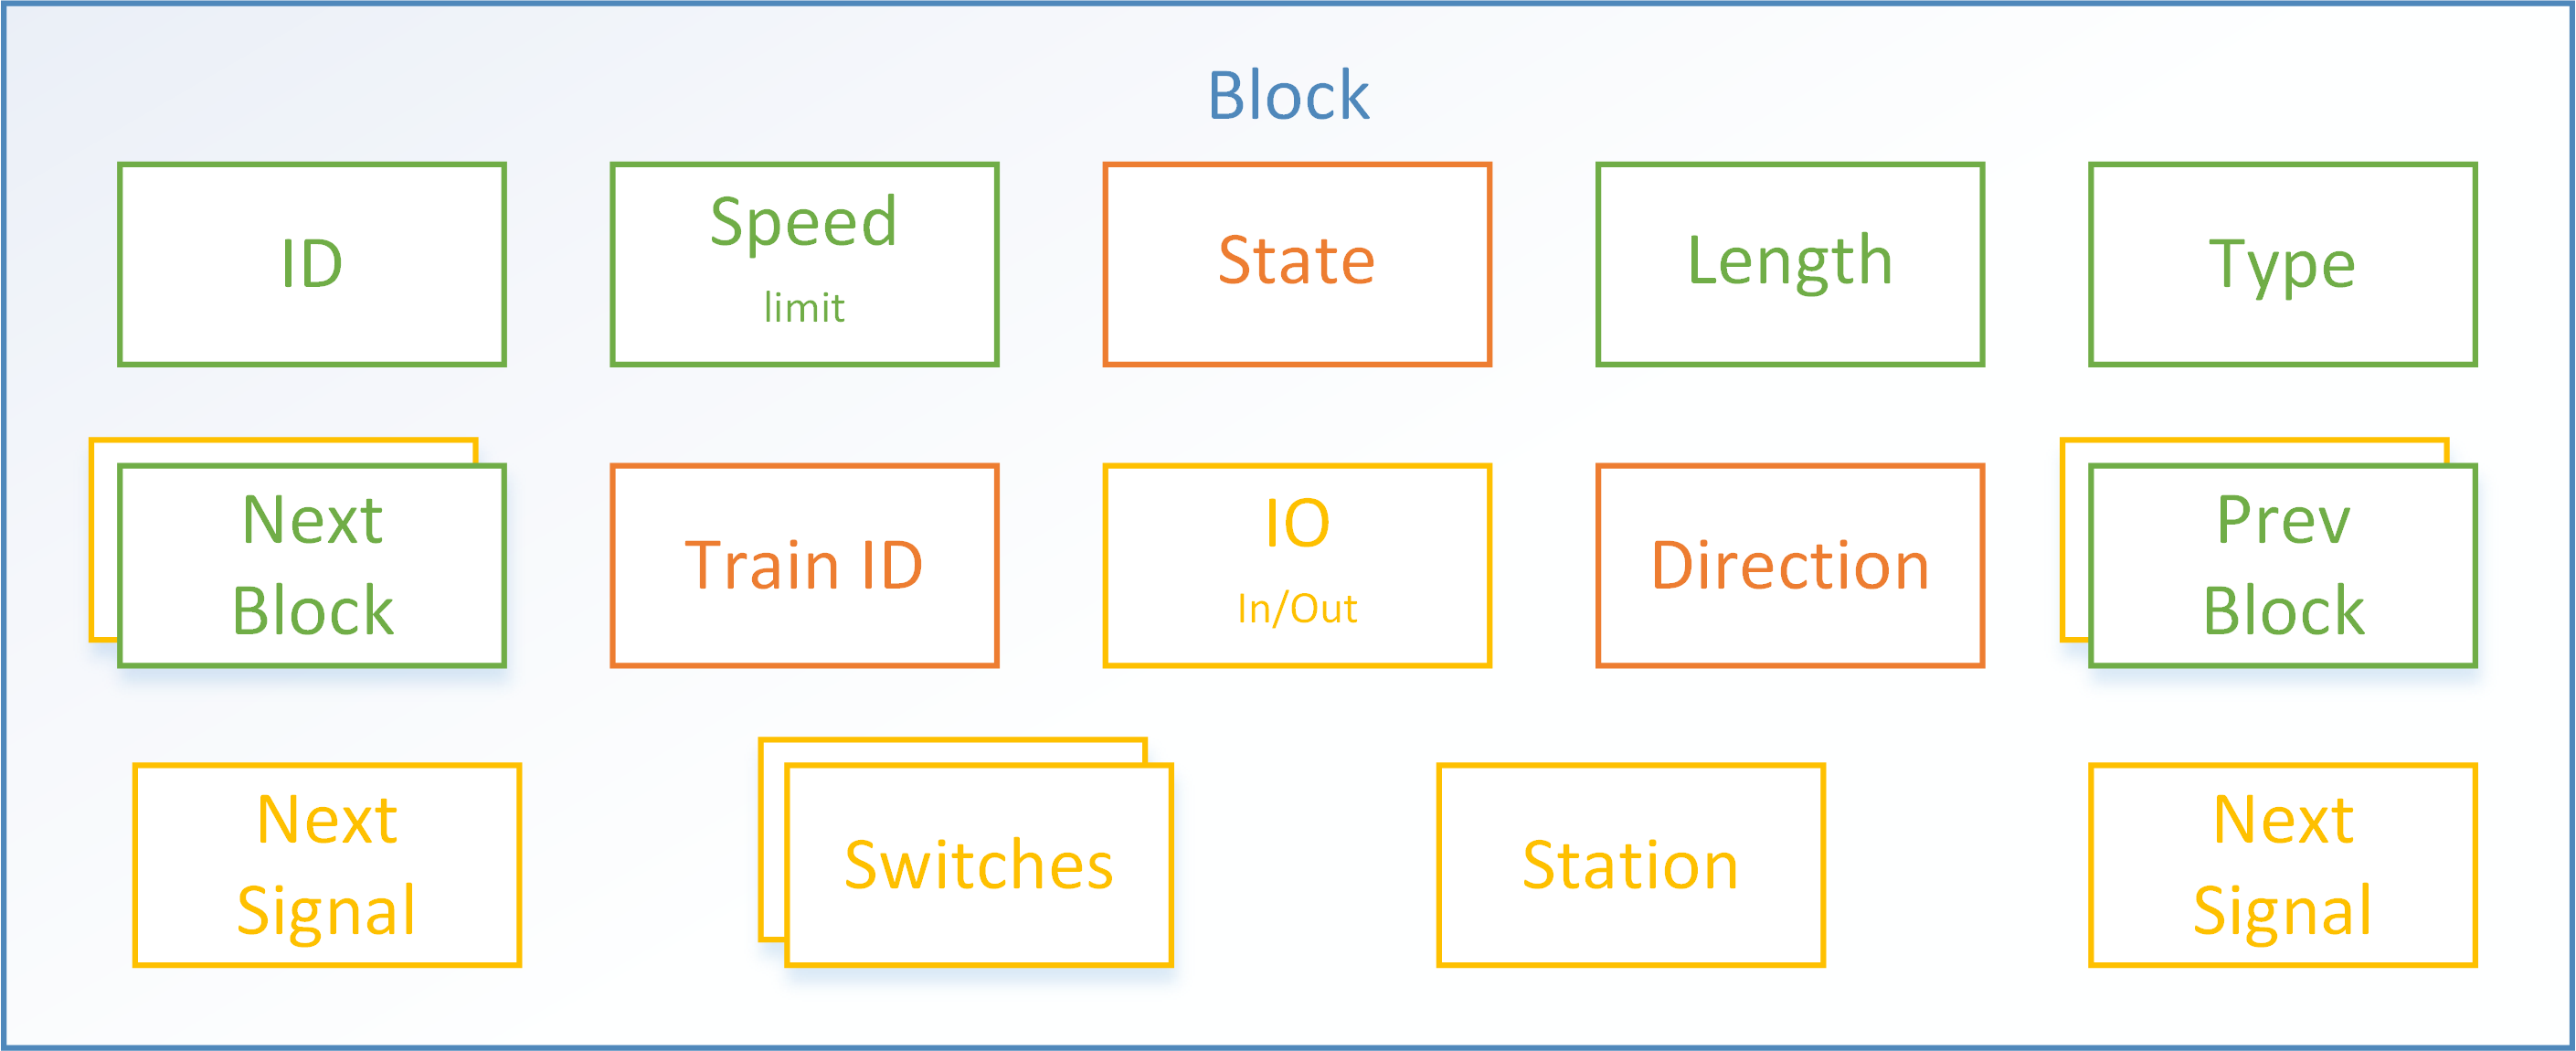 Block
ID
Speed
limit
State
Length
Type
Next
Block
Train ID
IO
In/Out
Direction
Prev
Block
Next
Signal
Switches
Station
Next
Signal